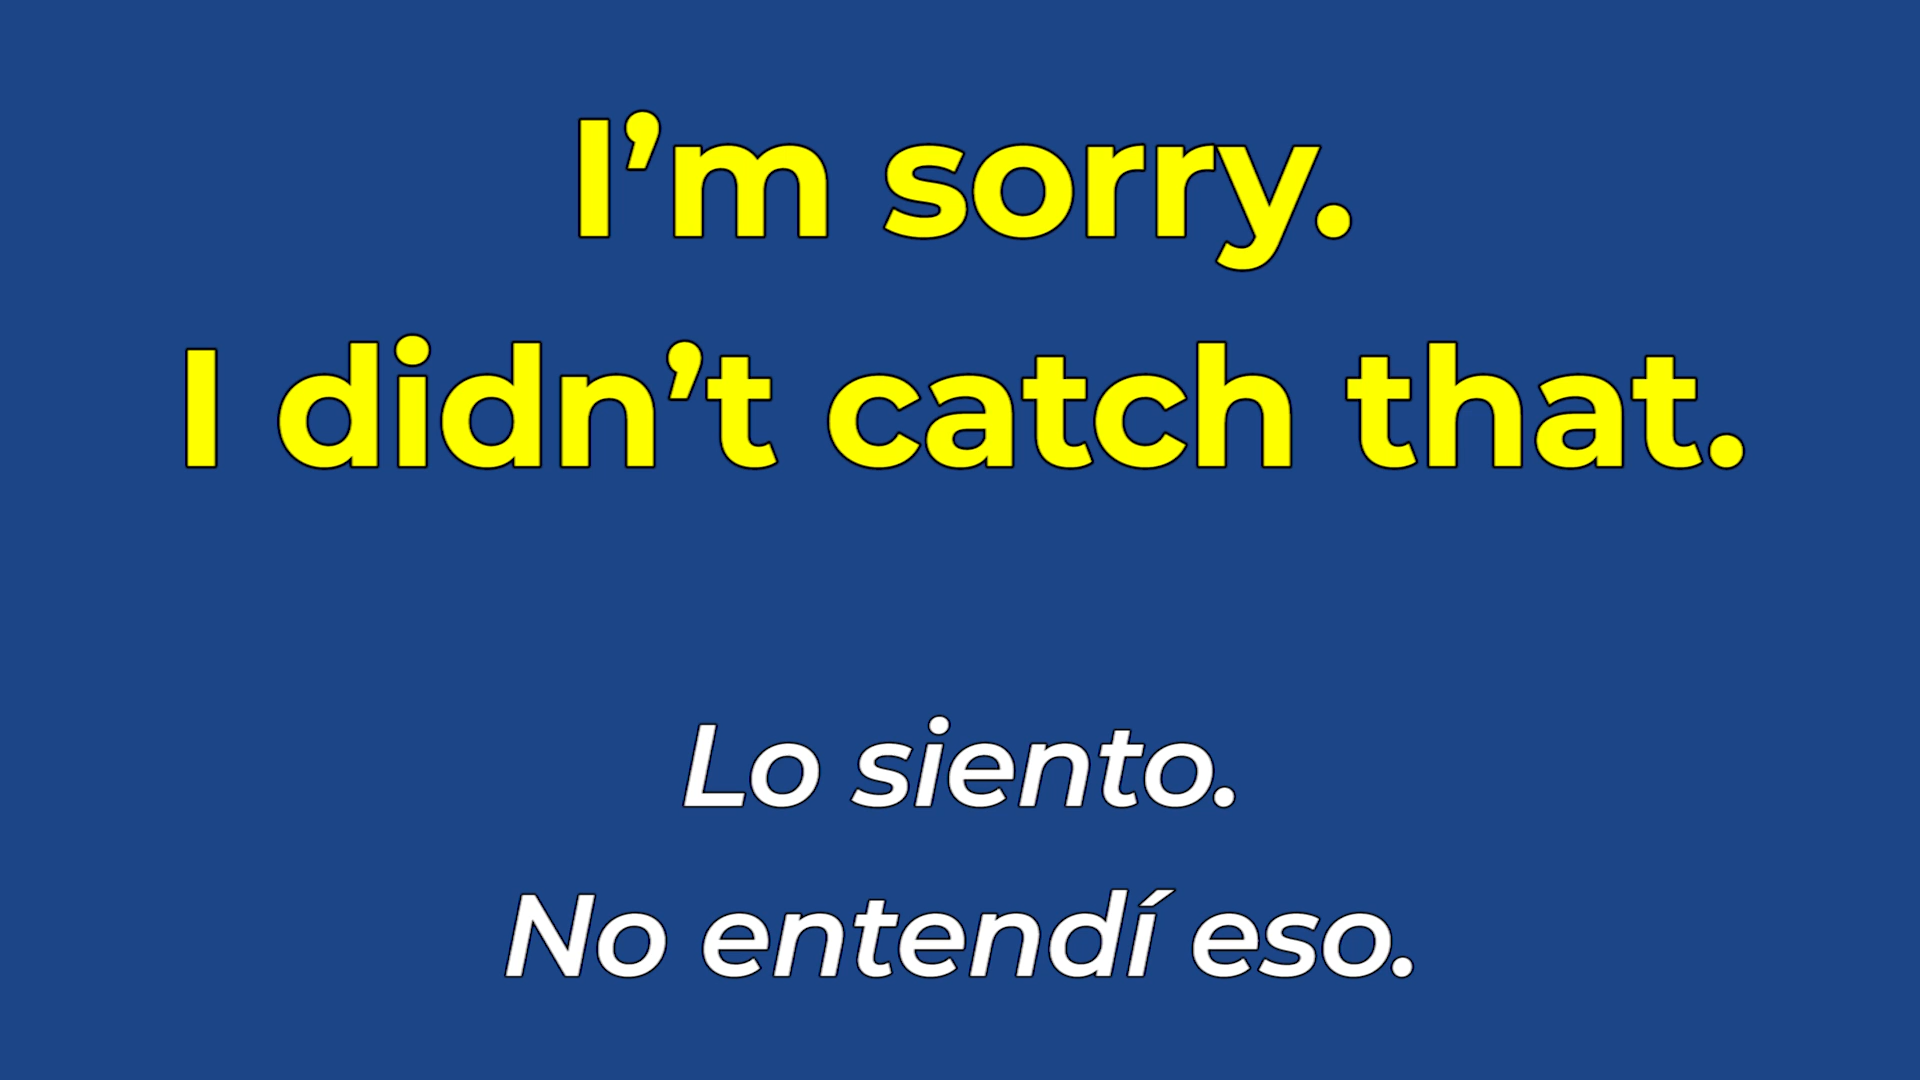 I’m sorry.
I didn’t catch that.
Lo siento.
No entendí eso.